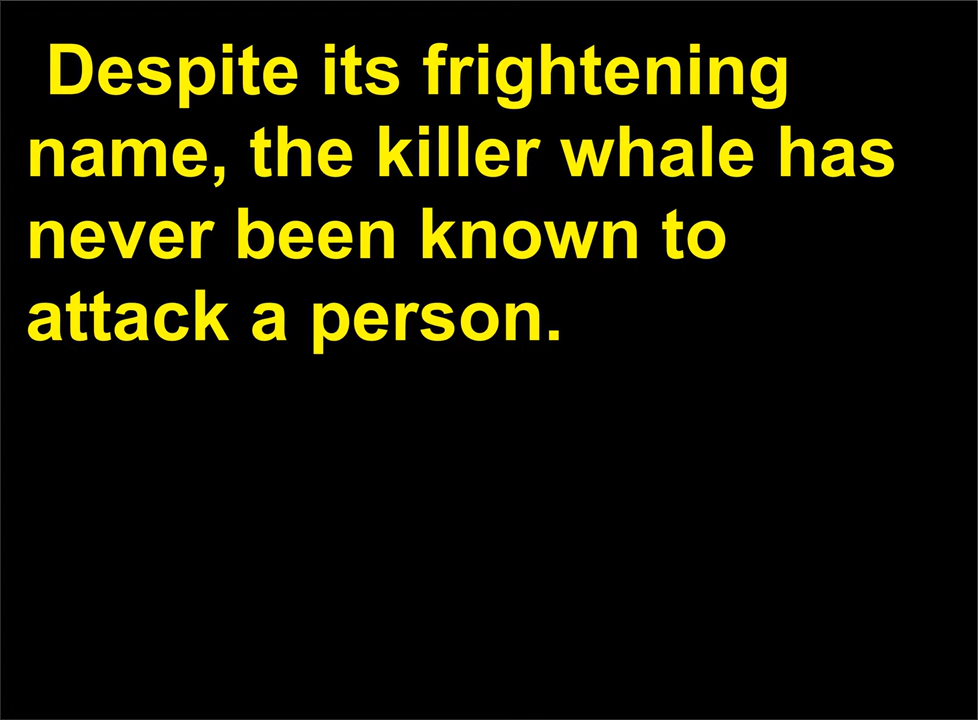 Despite its frightening
name, the killer whale has
never been known to
attack a person.